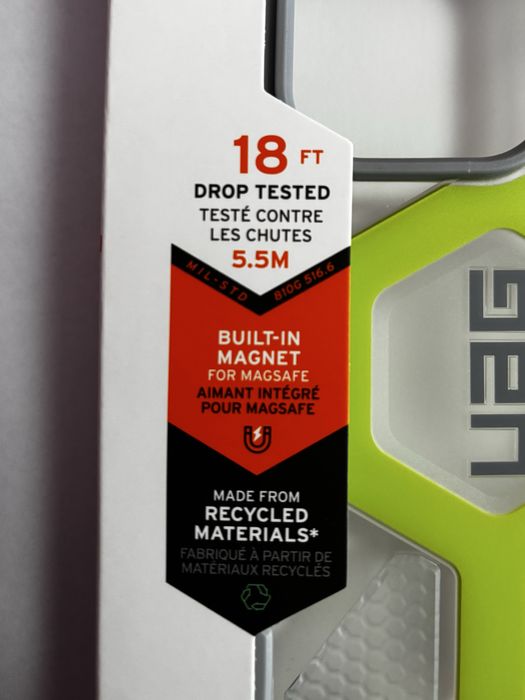 18 FT
DROP TESTED
TESTÉ CONTRE
LES CHUTES
5.5M
MIL-STD 810G 516.6
BUILT-IN
MAGNET
FOR MAGSAFE
AIMANT INTÉGRÉ
POUR MAGSAFE
MADE FROM
RECYCLED
MATERIALS*
FABRIQUÉ À PARTIR DE
MATÉRIAUX RECYCLÉS
UAG